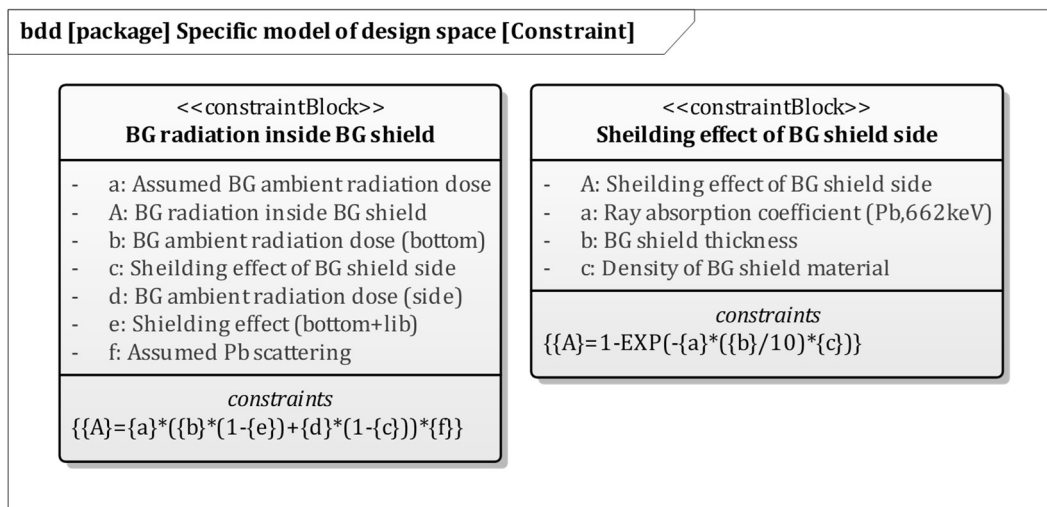 bdd [package] Specific model of design space [Constraint]
<<constraintBlock>>
BG radiation inside BG shield
- a: Assumed BG ambient radiation dose
- A: BG radiation inside BG shield
- b: BG ambient radiation dose (bottom)
- c: Sheilding effect of BG shield side
- d: BG ambient radiation dose (side)
- e: Shielding effect (bottom+lib)
- f: Assumed Pb scattering
constraints
{{A}={a}*({b}*(1-{e})+{d}*(1-{c}))*{f}}
<<constraintBlock>>
Sheilding effect of BG shield side
- A: Sheilding effect of BG shield side
- a: Ray absorption coefficient (Pb,662keV)
- b: BG shield thickness
- c: Density of BG shield material
constraints
{{A}=1-EXP(-{a}*({b}/10)*{c})}